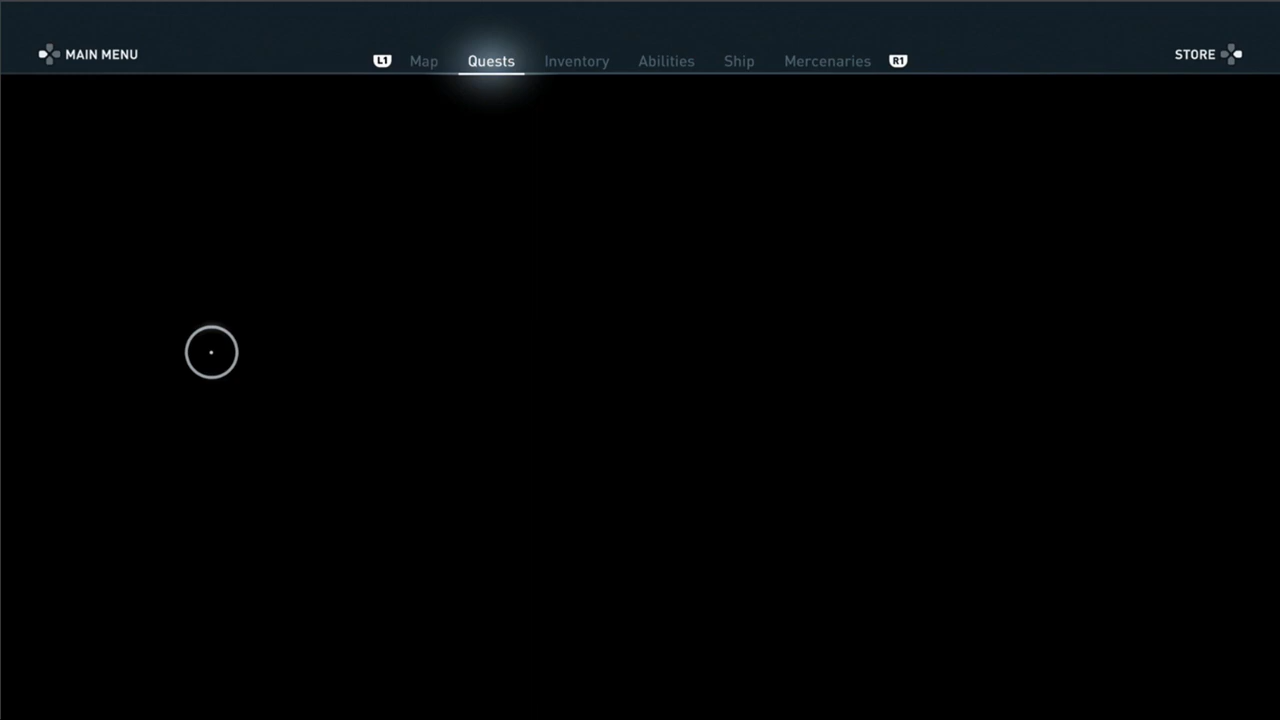 MAIN MENU
L1 Map Quests Inventory Abilities Ship Mercenaries R1
STORE